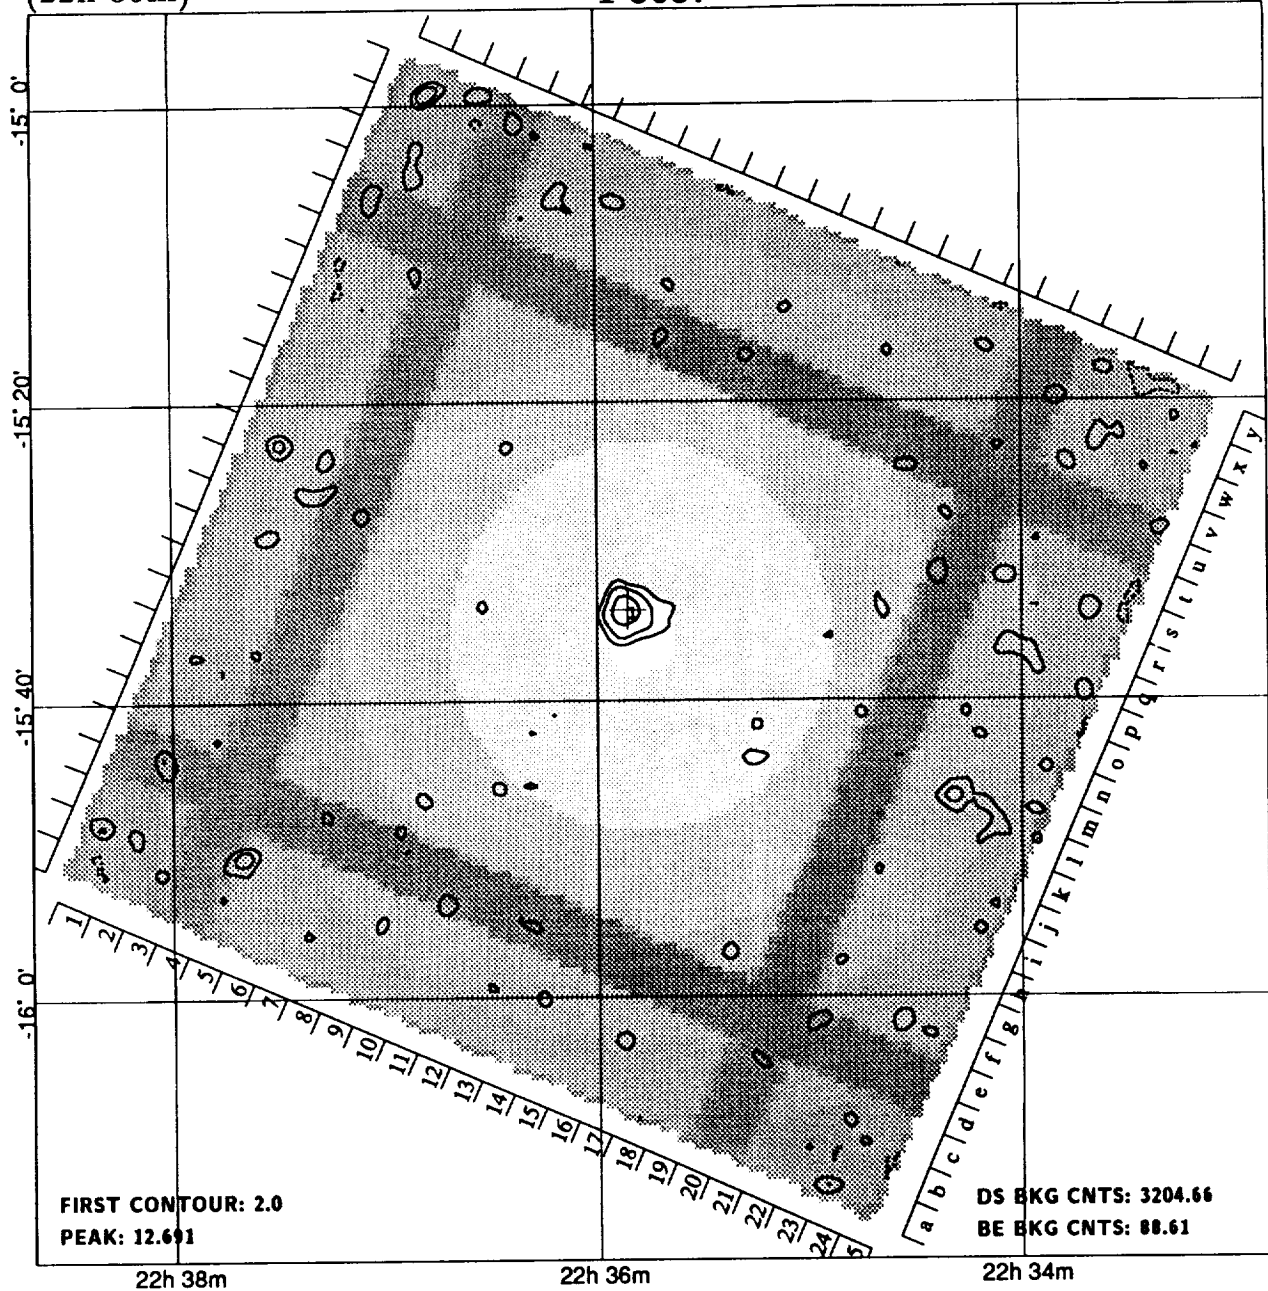 -15° 0'
-15° 20'
-15° 40'
-16° 0'
1 2 3 4 5 6 7 8 9 10 11 12 13 14 15 16 17 18 19 20 21 22 23 24
a b c d e f g h i j k l m n o p q r s t u v w x y
FIRST CONTOUR: 2.0
PEAK: 12.691
DS BKG CNTS: 3204.66
BE BKG CNTS: 88.61
22h 38m
22h 36m
22h 34m